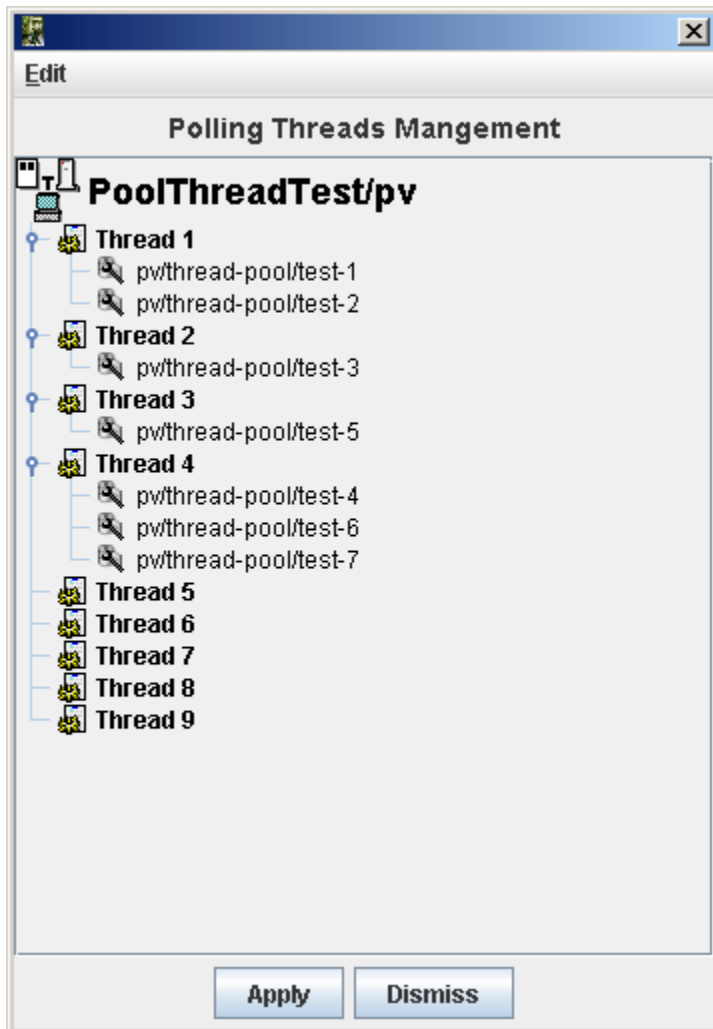 Edit
Polling Threads Mangement
PoolThreadTest/pv
Thread 1
pv/thread-pool/test-1
pv/thread-pool/test-2
Thread 2
pv/thread-pool/test-3
Thread 3
pv/thread-pool/test-5
Thread 4
pv/thread-pool/test-4
pv/thread-pool/test-6
pv/thread-pool/test-7
Thread 5
Thread 6
Thread 7
Thread 8
Thread 9
Apply Dismiss